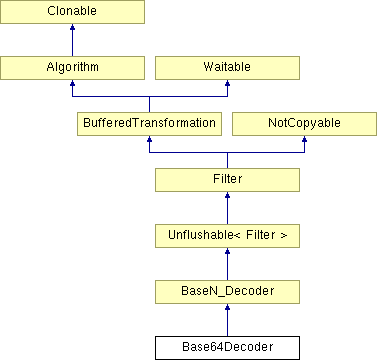 Clonable
Algorithm
Waitable
BufferedTransformation
NotCopyable
Filter
Unflushable< Filter >
BaseN_Decoder
Base64Decoder